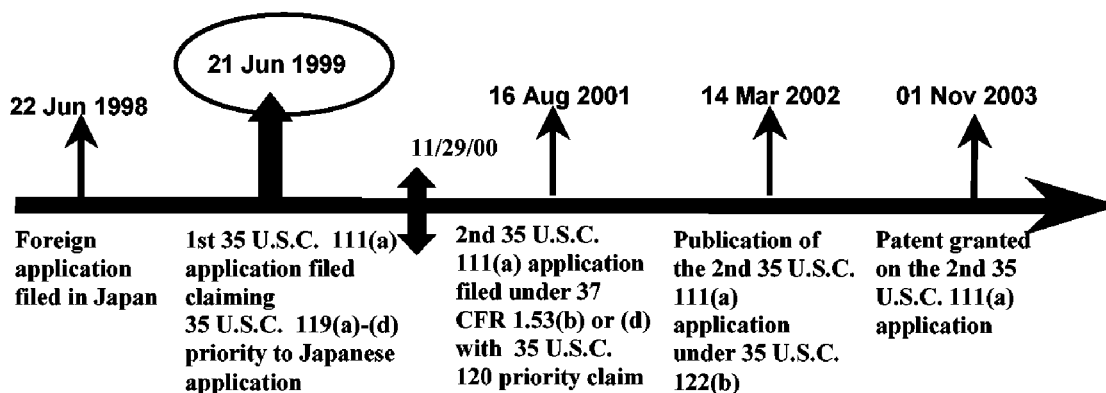 21 Jun 1999
22 Jun 1998
16 Aug 2001
14 Mar 2002
01 Nov 2003
11/29/00
Foreign
application
filed in Japan
1st 35 U.S.C. 111(a)
application filed
claiming
35 U.S.C. 119(a)-(d)
priority to Japanese
application
2nd 35 U.S.C.
111(a) application
filed under 37
CFR 1.53(b) or (d)
with 35 U.S.C.
120 priority claim
Publication of
the 2nd 35 U.S.C.
111(a)
application
under 35 U.S.C.
122(b)
Patent granted
on the 2nd 35
U.S.C. 111(a)
application